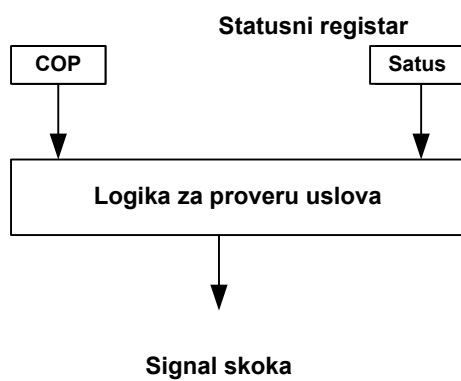 Statusni registar
COP
Satus
Logika za proveru uslova
Signal skoka